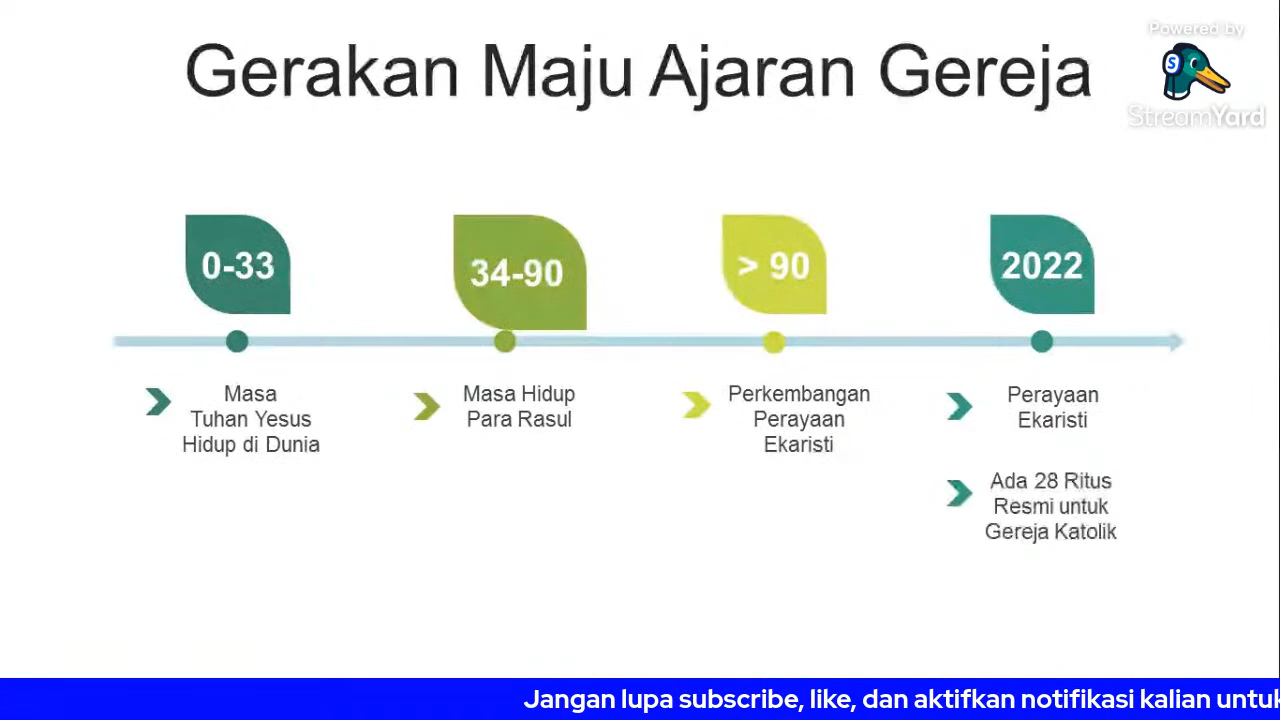 Gerakan Maju Ajaran Gereja
Powered by
S
StreamYard
0-33
34-90
> 90
2022
Masa
Tuhan Yesus
Hidup di Dunia
Masa Hidup
Para Rasul
Perkembangan
Perayaan
Ekaristi
Perayaan
Ekaristi
Ada 28 Ritus
Resmi untuk
Gereja Katolik
Jangan lupa subscribe, like, dan aktifkan notifikasi kalian untuk